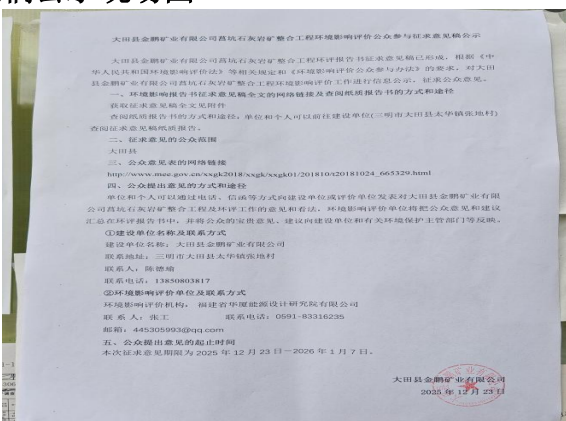 大田县金鹏矿业有限公司菖坑石灰岩矿整合工程环境影响评价公众参与征求意见稿公示
大田县金鹏矿业有限公司菖坑石灰岩矿整合工程环评报告书征求意见稿已形成,根据《中
华人民共和国环境影响评价法》等相关规定和《环境影响评价公众参与办法》的要求,对大田
县金鹏矿业有限公司菖坑石灰岩矿整合工程环境影响评价工作进行信息公示,征求公众意见。
一、环境影响报告书征求意见稿全文的网络链接及查阅纸质报告书的方式和途径
获取征求意见稿全文见附件
查阅纸质报告书的方式和途径:单位和个人可以前往建设单位(三明市大田县太华镇张地村)
查阅征求意见稿纸质报告。
二、征求意见的公众范围
大田县
三、公众意见表的网络链接
http://www.mee.gov.cn/xxgk2018/xxgk/xxgk01/201810/t20181024_665329.html
四、公众提出意见的方式和途径
单位和个人可以通过电话、信函等方式向建设单位或评价单位发表对大田县金鹏矿业有限
公司菖坑石灰岩矿整合工程及环评工作的意见和看法,环境影响评价单位将把公众意见和建议
汇总在环评报告书中,并将公众的宝贵意见、建议向建设单位和有关环境保护主管部门等反映。
①建设单位名称及联系方式
建设单位名称:大田县金鹏矿业有限公司
联系地址:三明市大田县太华镇张地村
联系人:陈德瑜
联系电话:13850803817
②环境影响评价单位及联系方式
环境影响评价机构:福建省华厦能源设计研究院有限公司
联系人:张工 联系电话:0591-83316235
邮箱:445305993@qq.com
五、公众提出意见的起止时间
本次征求意见期限为2025年12月23日—2026年1月7日。
大田县金鹏矿业有限公司
2025年12月23日